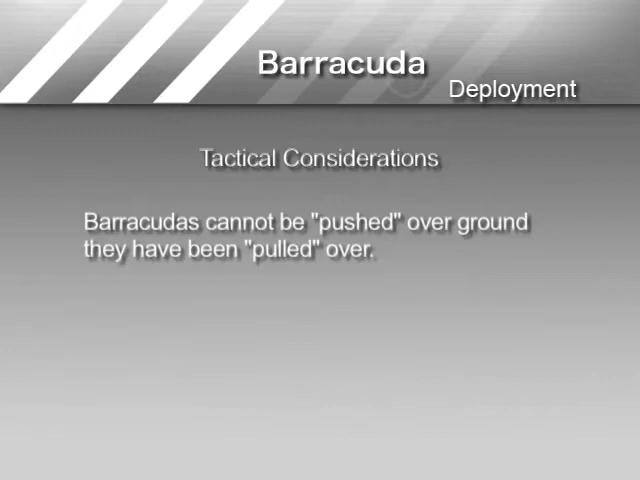 Barracuda
Deployment
Tactical Considerations
Barracudas cannot be "pushed" over ground
they have been "pulled" over.